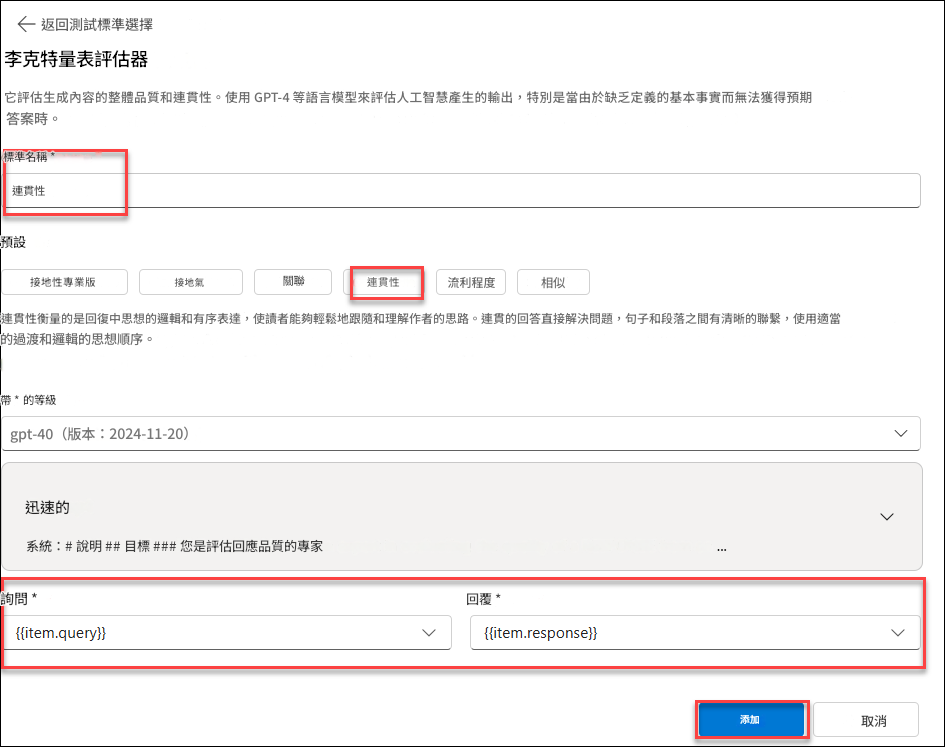 返回測試標準選擇
李克特量表評估器
它評估生成內容的整體品質和連貫性。使用 GPT-4 等語言模型來評估人工智慧產生的輸出，特別是當由於缺乏定義的基本事實而無法獲得預期
答案時。
標準名稱 *
連貫性
預設
接地性專業版 接地氣 關聯 連貫性 流利程度 相似
連貫性衡量的是回復中思想的邏輯和有序表達，使讀者能夠輕鬆地跟隨和理解作者的思路。連貫的回答直接解決問題，句子和段落之間有清晰的聯繫，使用適當
的過渡和邏輯的思想順序。
帶 * 的等級
gpt-40（版本：2024-11-20）
迅速的
系統：# 說明 ## 目標 ### 您是評估回應品質的專家 ...
詢問 * 回覆 *
{{item.query}} {{item.response}}
添加 取消